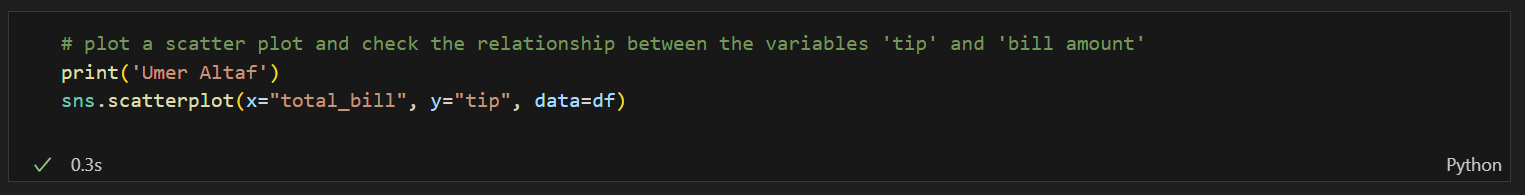 # plot a scatter plot and check the relationship between the variables 'tip' and 'bill amount'
print('Umer Altaf')
sns.scatterplot(x="total_bill", y="tip", data=df)
0.3s
Python